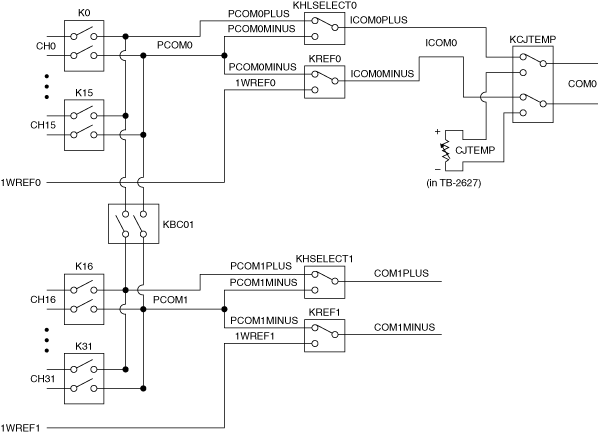 K0
PCOM0PLUS
KHLSELECT0
ICOM0PLUS
KCJTEMP
PCOM0MINUS
CH0
PCOM0
ICOM0
KREF0
PCOM0MINUS
ICOM0MINUS
1WREF0
COM0
K15
CH15
+
CJTEMP
–
(in TB-2627)
1WREF0
KBC01
K16
PCOM1PLUS
KHSELECT1
COM1PLUS
PCOM1MINUS
CH16
PCOM1
KREF1
PCOM1MINUS
COM1MINUS
1WREF1
K31
CH31
1WREF1